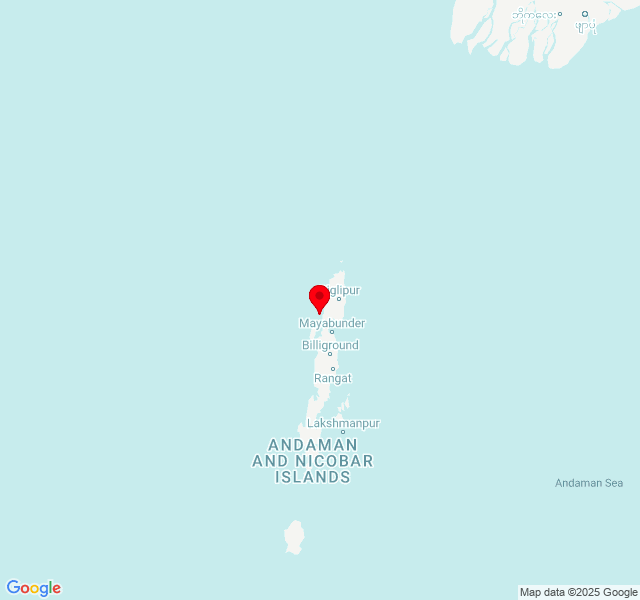 ဘိုကလေး
ဖျာပုံ
glipur
Mayabunder
Billiground
Rangat
Lakshmanpur
ANDAMAN
AND NICOBAR
ISLANDS
Andaman Sea
Google
Map data ©2025 Google